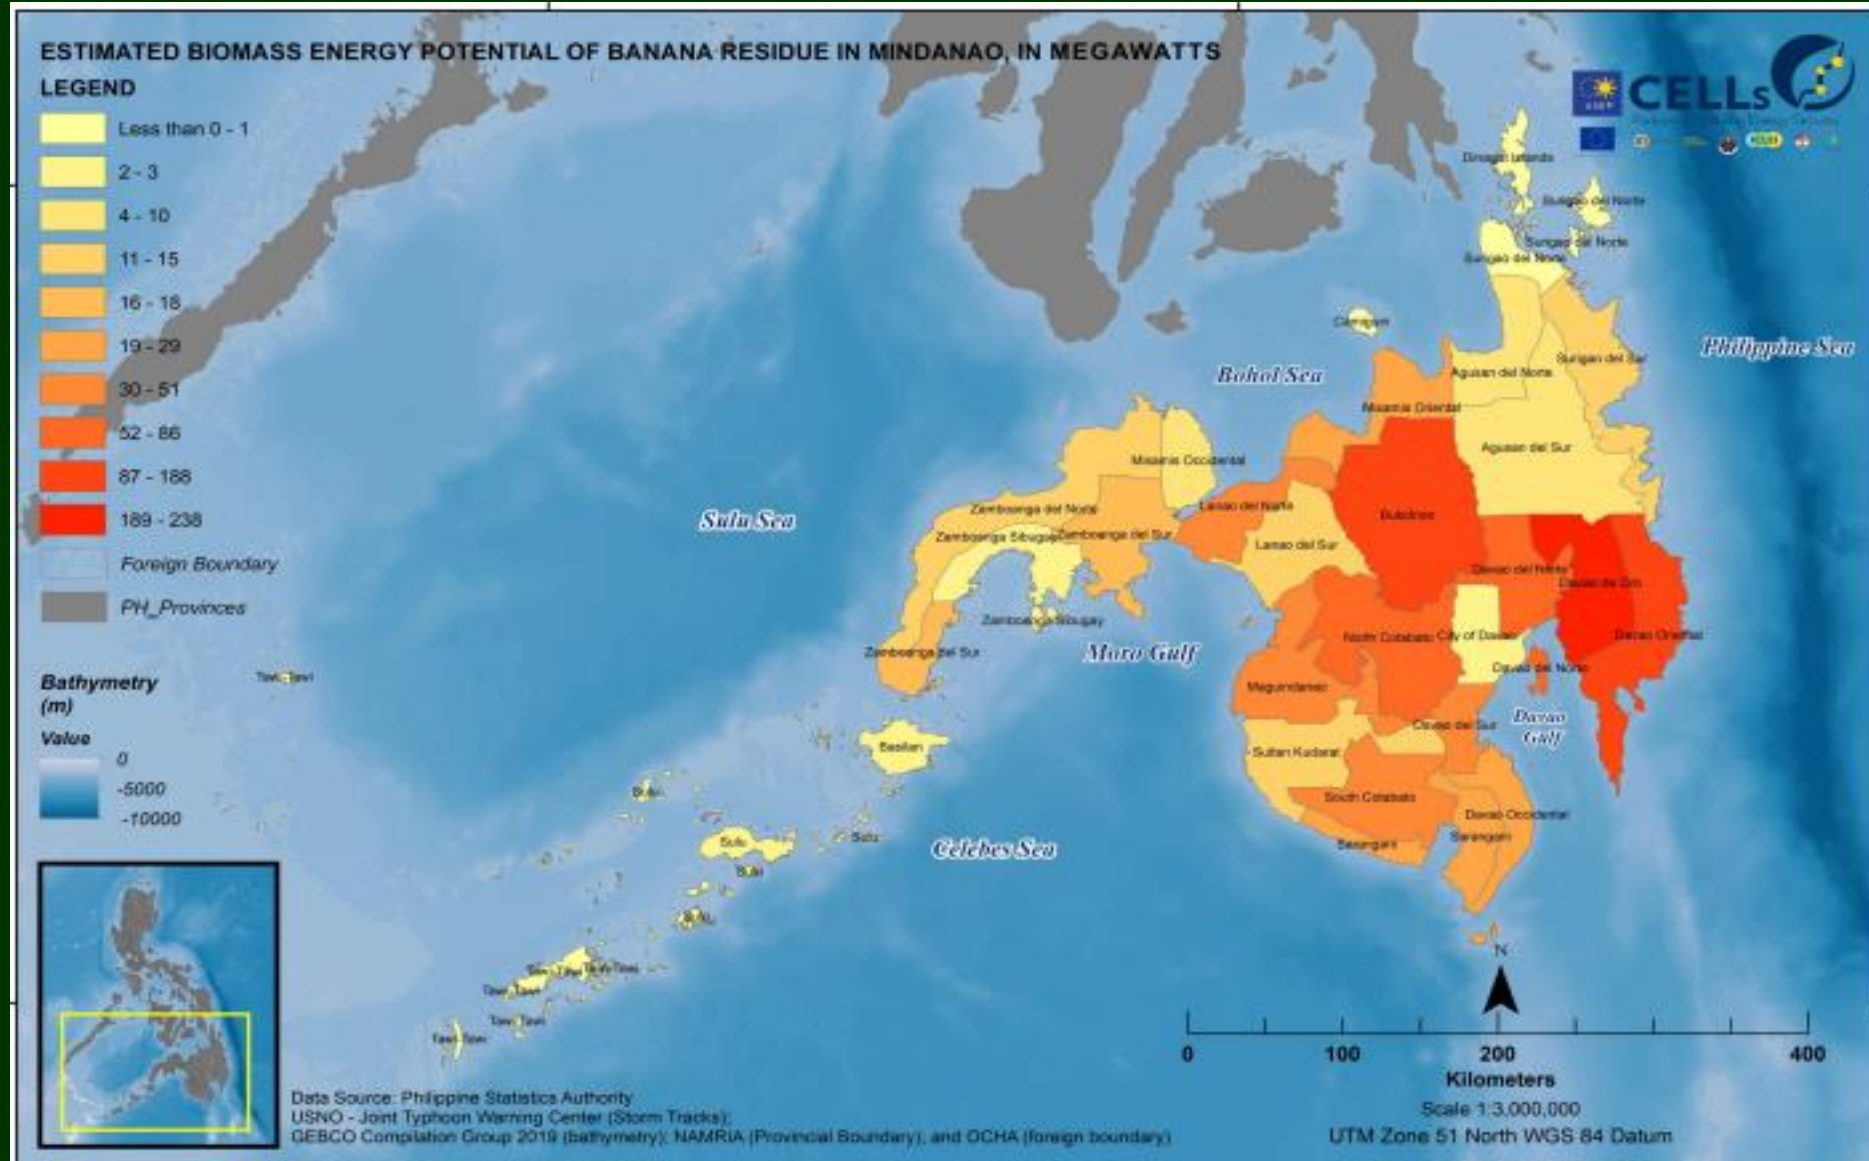 ESTIMATED BIOMASS ENERGY POTENTIAL OF BANANA RESIDUE IN MINDANAO, IN MEGAWATTS
LEGEND
Less than 0 - 1
2 - 3
4 - 10
11 - 15
16 - 18
19 - 29
30 - 51
52 - 86
87 - 188
189 - 238
Foreign Boundary
PH_Provinces
Bathymetry
(m)
Value
0
-5000
-10000
CELLs
Dinagat Islands
Surigao del Norte
Surigao del Norte
Surigao del Norte
Camiguin
Philippine Sea
Bohol Sea
Surigao del Sur
Agusan del Norte
Misamis Oriental
Agusan del Sur
Misamis Occidental
Zamboanga del Norte
Lanao del Norte
Bukidnon
Sulu Sea
Zamboanga Sibugay
Zamboanga del Sur
Lanao del Sur
Davao del Norte
Davao de Oro
Zamboanga Sibugay
North Cotabato
City of Davao
Davao Oriental
Zamboanga del Sur
Moro Gulf
Davao del Norte
Tawi-Tawi
Maguindanao
Davao del Sur
Davao
Gulf
Basilan
Sultan Kudarat
Sulu
South Cotabato
Davao Occidental
Sulu
Sulu
Celebes Sea
Sarangani
Sarangani
Sulu
Sulu
Tawi-Tawi
Tawi-Tawi
Tawi-Tawi
Tawi-Tawi
Tawi-Tawi
N
0
100
200
400
Kilometers
Scale 1:3,000,000
UTM Zone 51 North WGS 84 Datum
Data Source: Philippine Statistics Authority
USNO - Joint Typhoon Warning Center (Storm Tracks);
GEBCO Compilation Group 2019 (bathymetry); NAMRIA (Provincial Boundary); and OCHA (foreign boundary)